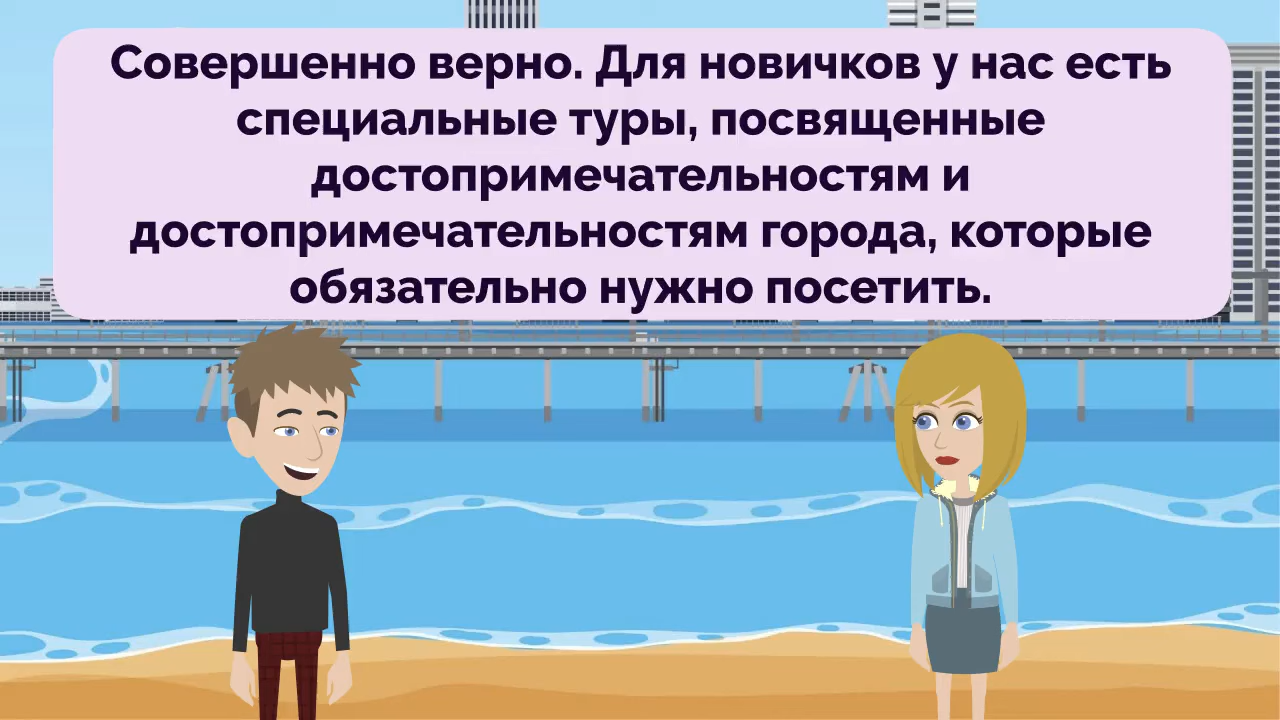 Совершенно верно. Для новичков у нас есть
специальные туры, посвященные
достопримечательностям и
достопримечательностям города, которые
обязательно нужно посетить.